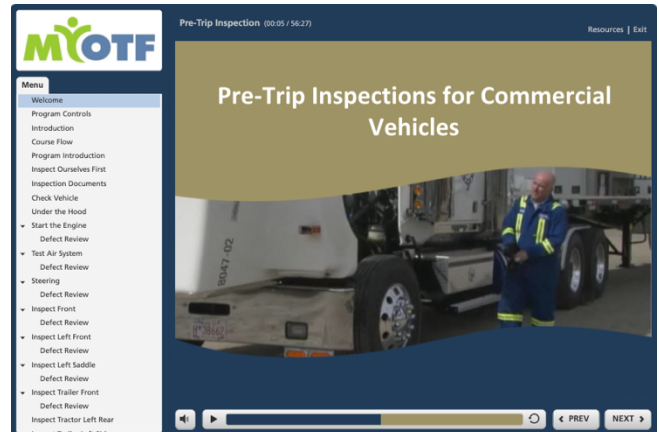 MYOTF
Pre-Trip Inspection (00:05 / 56:27)
Resources | Exit
Menu
Welcome
Program Controls
Introduction
Course Flow
Program Introduction
Inspect Ourselves First
Inspection Documents
Check Vehicle
Under the Hood
Start the Engine
Defect Review
Test Air System
Defect Review
Steering
Defect Review
Inspect Front
Defect Review
Inspect Left Front
Defect Review
Inspect Left Saddle
Defect Review
Inspect Trailer Front
Defect Review
Inspect Tractor Left Rear
Pre-Trip Inspections for Commercial
Vehicles
8047-02
PREV
NEXT